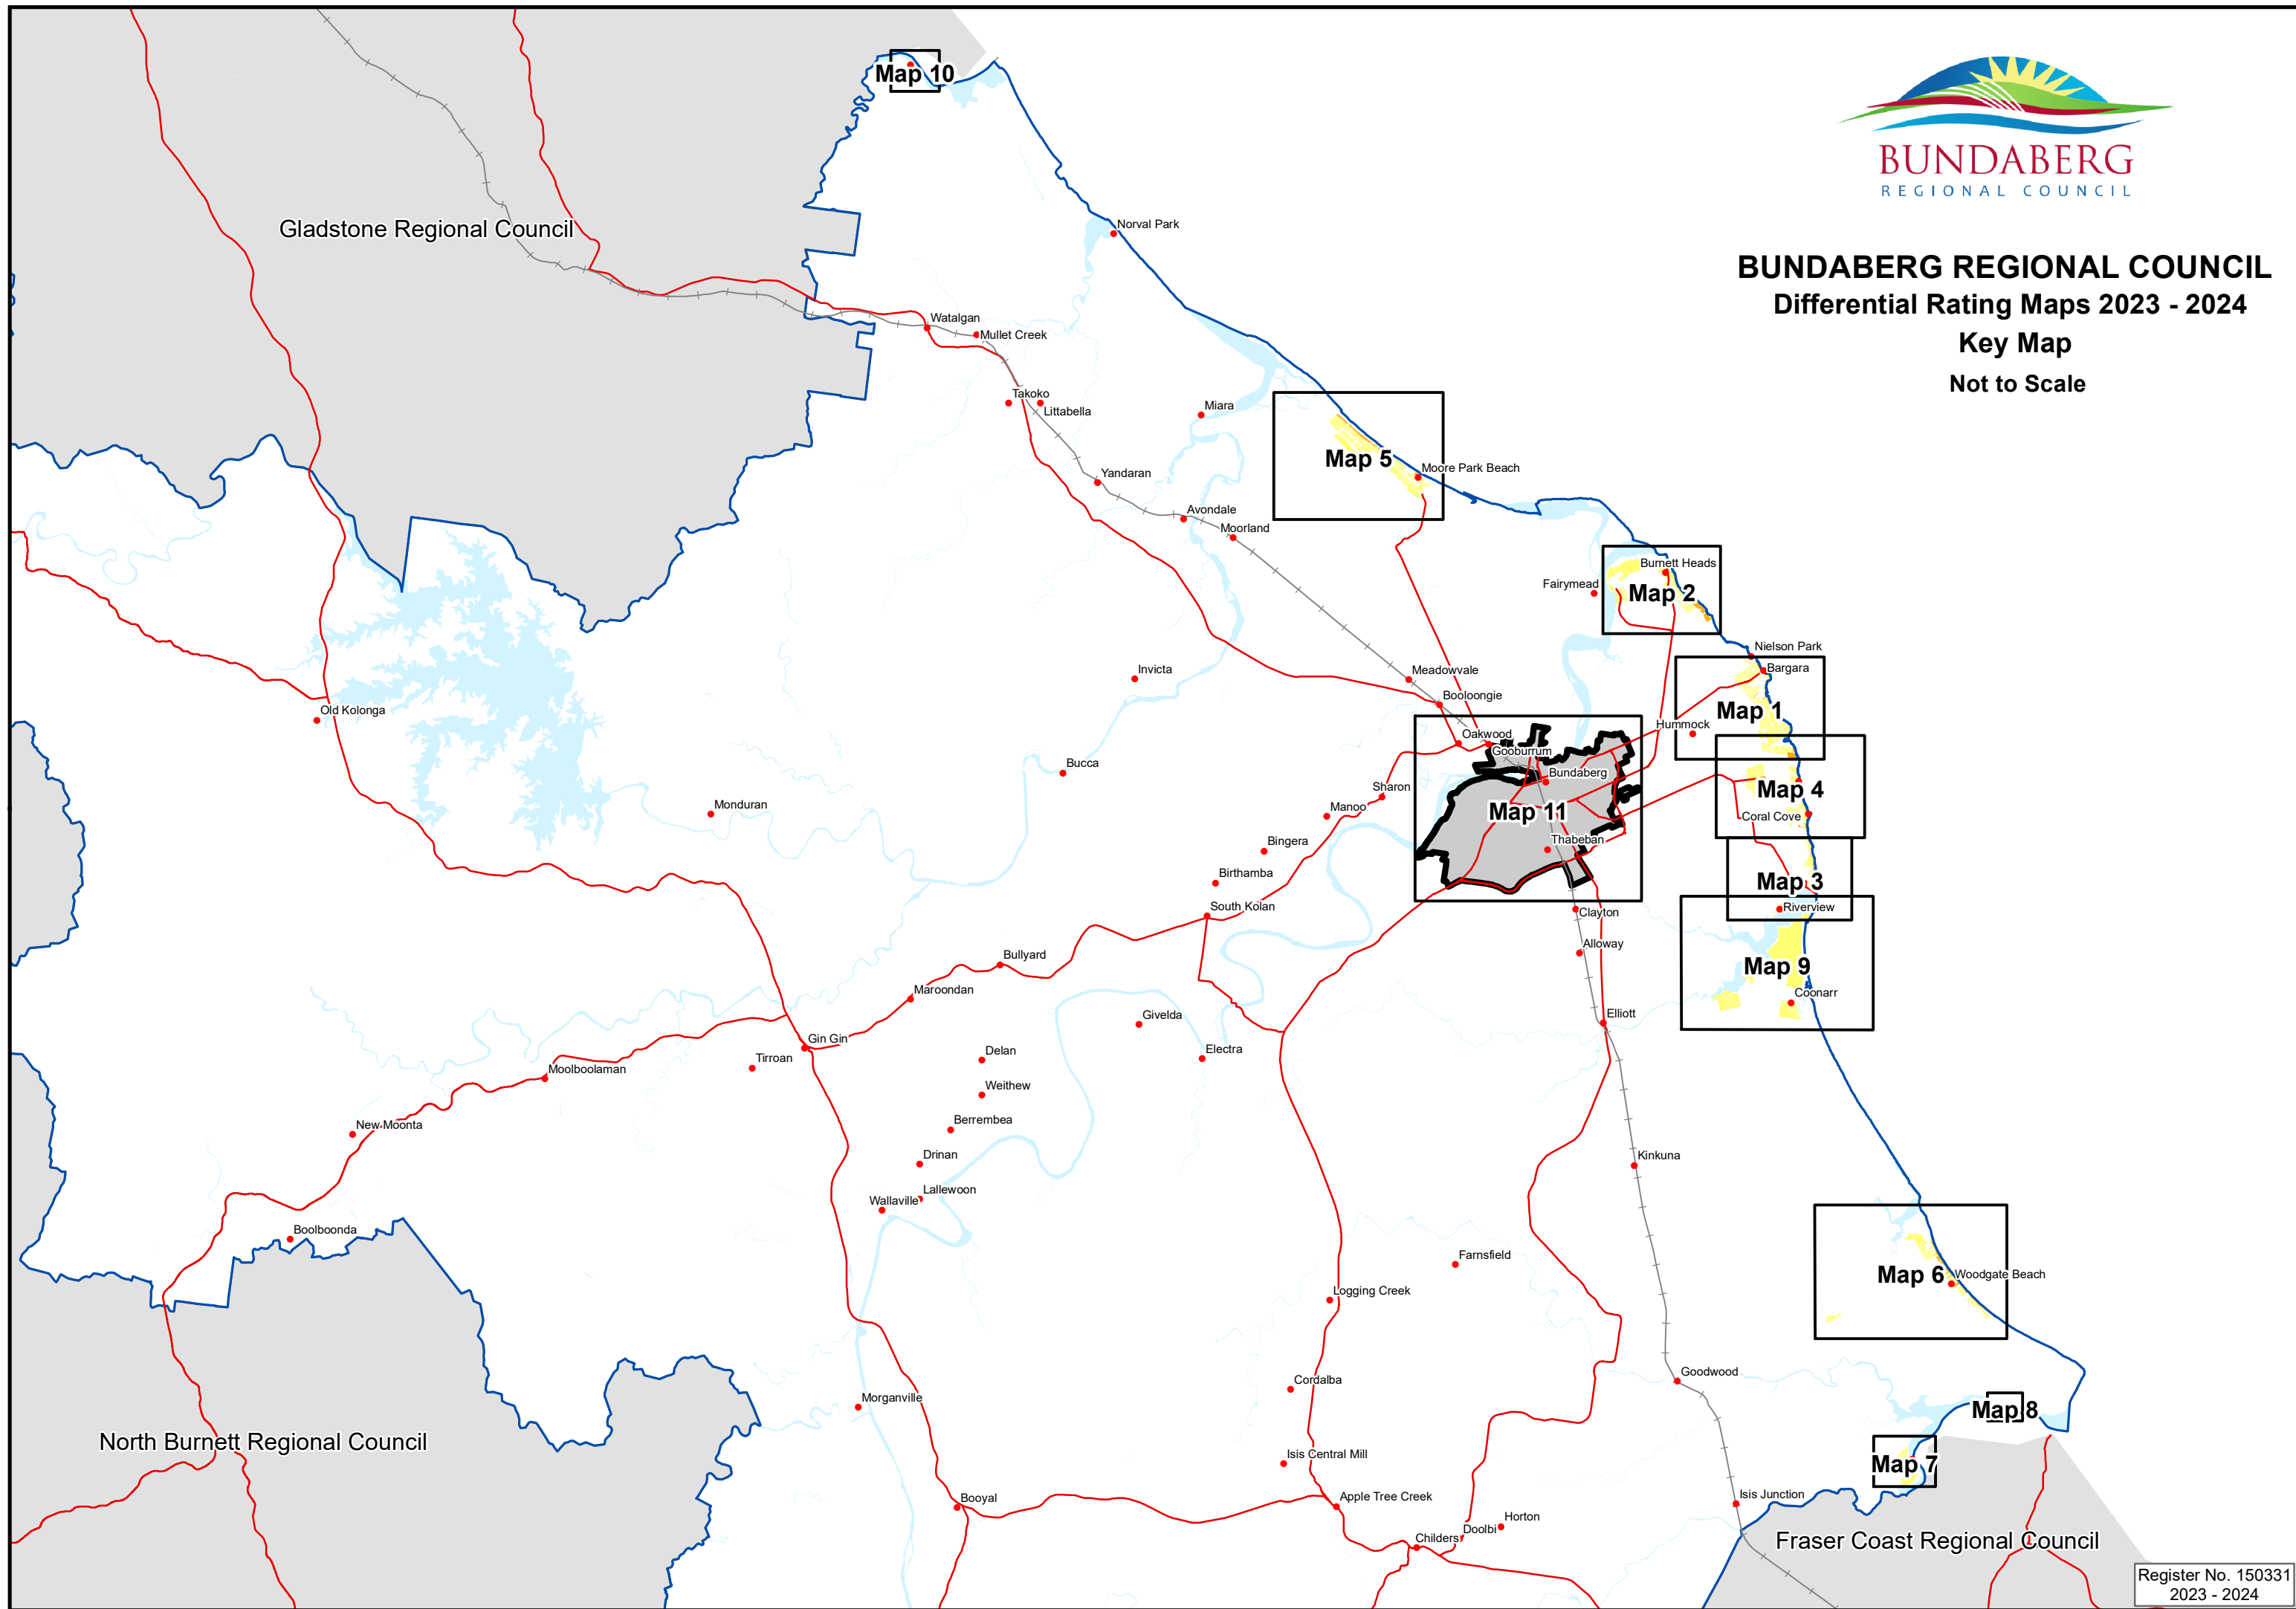 BUNDABERG
REGIONAL COUNCIL
BUNDABERG REGIONAL COUNCIL
Differential Rating Maps 2023 - 2024
Key Map
Not to Scale
Map 10
Gladstone Regional Council
Norval Park
Watalgan
Mullet Creek
Takoko
Littabella
Miara
Map 5
Moore Park Beach
Yandaran
Avondale
Moorland
Burnett Heads
Fairymead
Map 2
Nielson Park
Bargara
Invicta
Meadowvale
Booloongie
Old Kolonga
Map 1
Hummock
Oakwood
Gooburrum
Bucca
Bundaberg
Sharon
Map 4
Monduran
Manoo
Map 11
Coral Cove
Bingera
Thabeban
Birthamba
Map 3
South Kolan
Clayton
Riverview
Alloway
Bullyard
Map 9
Maroondan
Coonarr
Givelda
Elliott
Gin Gin
Delan
Electra
Tirroan
Moolboolaman
Weithew
New Moonta
Berrembea
Drinan
Kinkuna
Lallewoon
Wallaville
Boolboonda
Farnsfield
Map 6
Woodgate Beach
Logging Creek
Goodwood
Cordalba
Morganville
Map 8
North Burnett Regional Council
Isis Central Mill
Map 7
Booyal
Apple Tree Creek
Isis Junction
Horton
Doolbi
Childers
Fraser Coast Regional Council
Register No. 150331
2023 - 2024